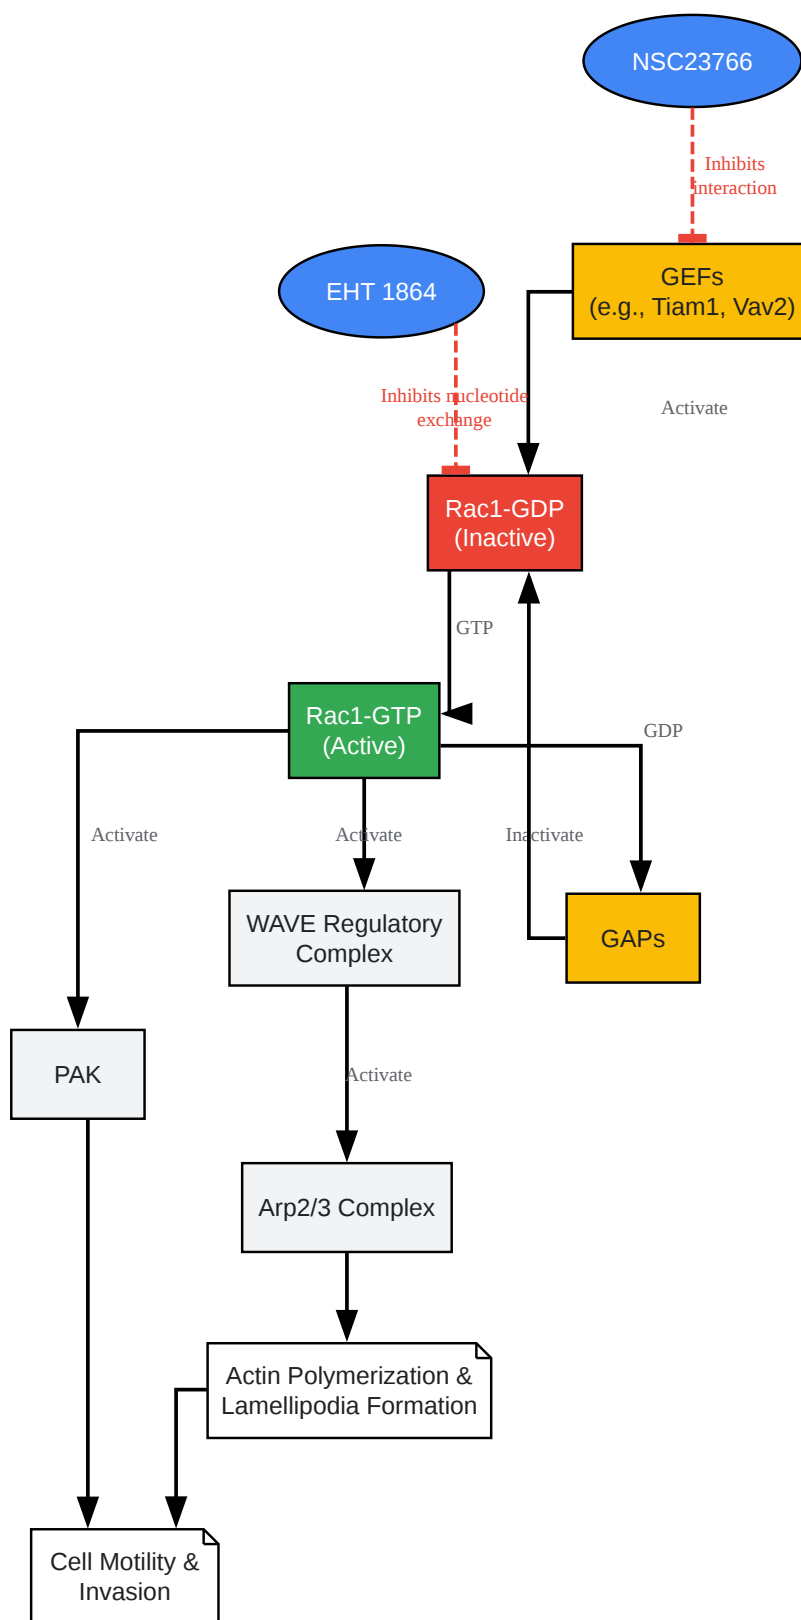 NSC23766
Inhibits
interaction
GEFs
(e.g., Tiam1, Vav2)
EHT 1864
Inhibits nucleotide
exchange
Activate
Rac1-GDP
(Inactive)
GTP
Rac1-GTP
(Active)
GDP
Activate
Activate
Inactivate
WAVE Regulatory
Complex
GAPs
PAK
Activate
Arp2/3 Complex
Actin Polymerization &
Lamellipodia Formation
Cell Motility &
Invasion